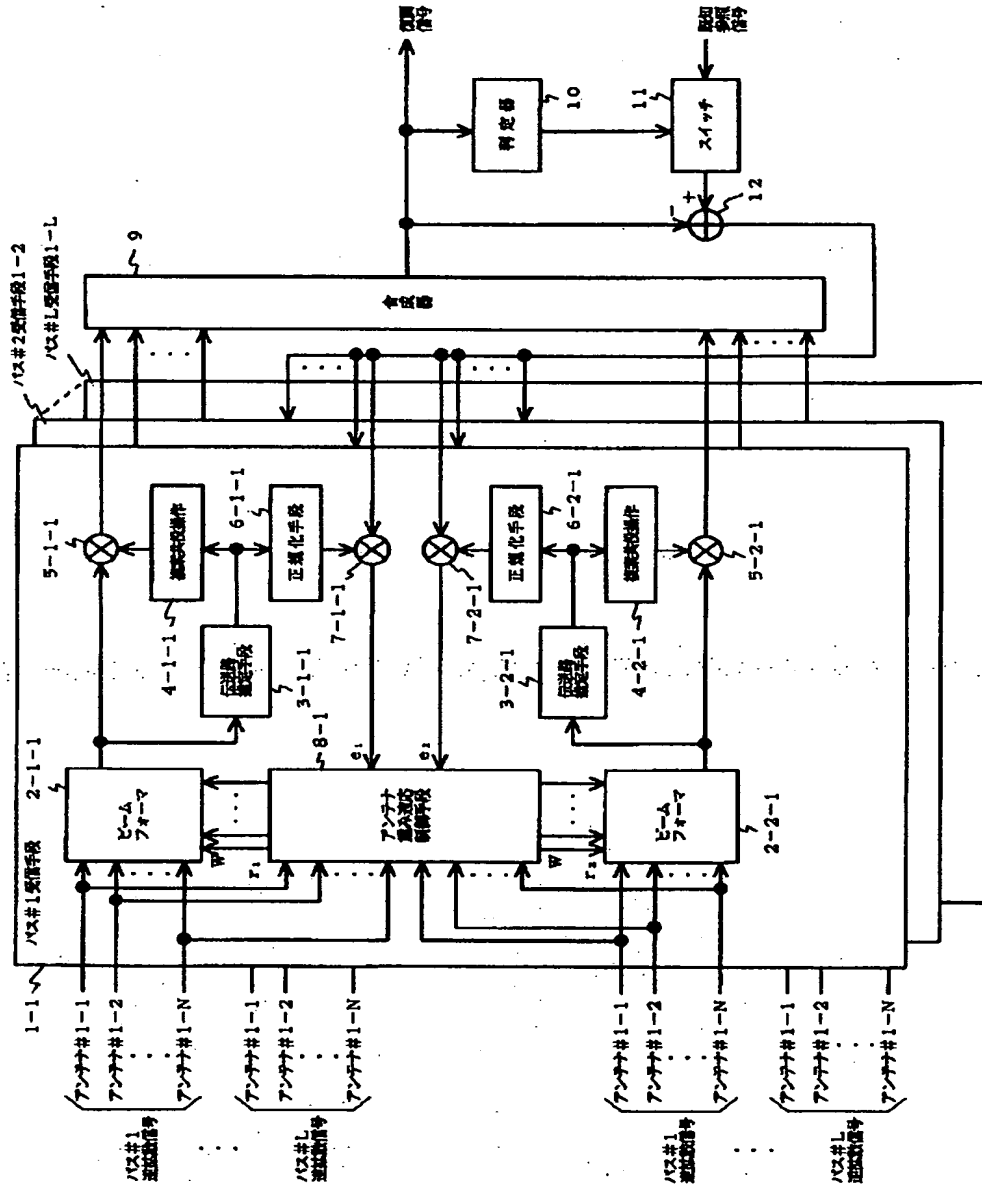 パス#2受信手段1-2
パス#L受信手段1-L
1-1
パス#1受信手段
パス#1
逆拡散信号
アンテナ#1-1
アンテナ#1-2
アンテナ#1-N
パス#L
逆拡散信号
アンテナ#1-1
アンテナ#1-2
アンテナ#1-N
パス#1
逆拡散信号
アンテナ#1-1
アンテナ#1-2
アンテナ#1-N
パス#L
逆拡散信号
アンテナ#1-1
アンテナ#1-2
アンテナ#1-N
2-1-1
ビーム
フォーマ
W
r₁
8-1
アンテナ
重み適応
制御手段
e₁
e₂
W
r₂
ビーム
フォーマ
2-2-1
伝送路
推定手段
3-1-1
複素共役操作
4-1-1
5-1-1
正規化手段
6-1-1
7-1-1
伝送路
推定手段
3-2-1
正規化手段
6-2-1
7-2-1
複素共役操作
4-2-1
5-2-1
合成器
9
復調
信号
判定器
10
スイッチ
11
既知
参照
信号
+
-
12